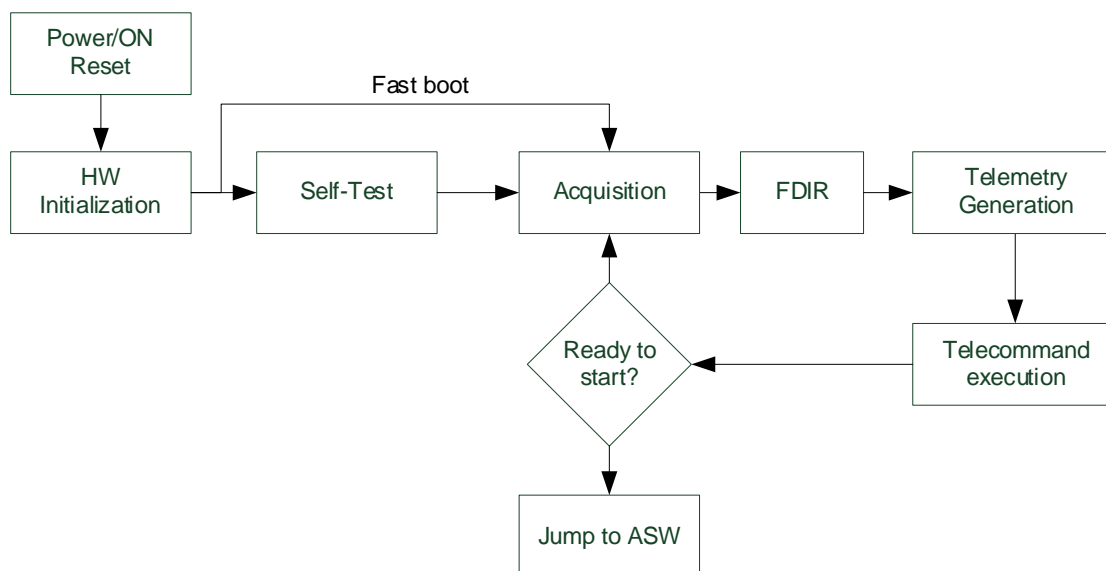 Power/ON
Reset
Fast boot
HW
Initialization
Self-Test
Acquisition
FDIR
Telemetry
Generation
Ready to
start?
Telecommand
execution
Jump to ASW